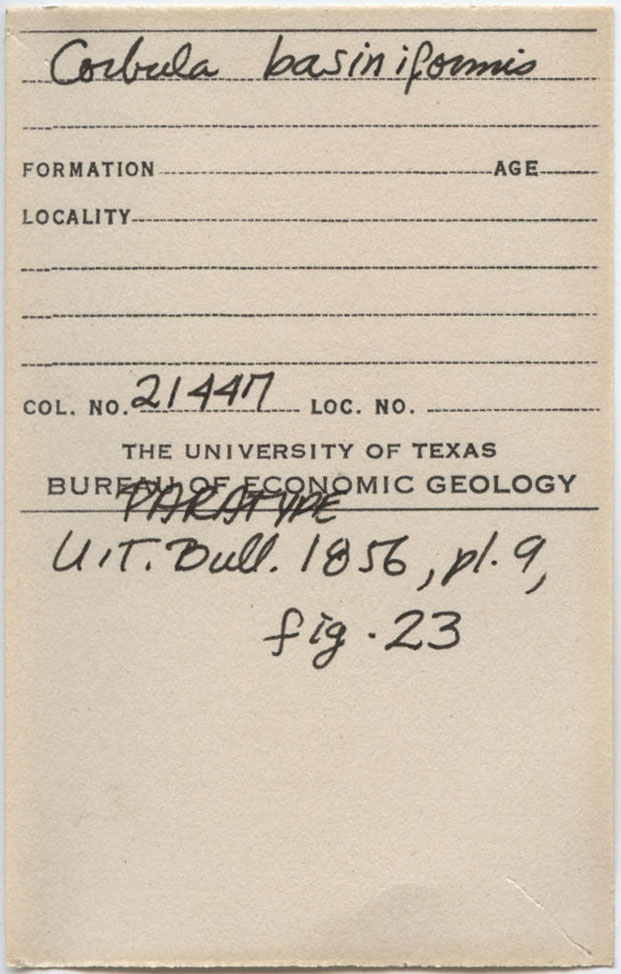 Corbula basiniformis
FORMATION AGE
LOCALITY
COL. NO. 21447 LOC. NO.
THE UNIVERSITY OF TEXAS
BUREAU OF ECONOMIC GEOLOGY
PARATYPE
U.T. Bull. 1856, pl. 9,
fig. 23